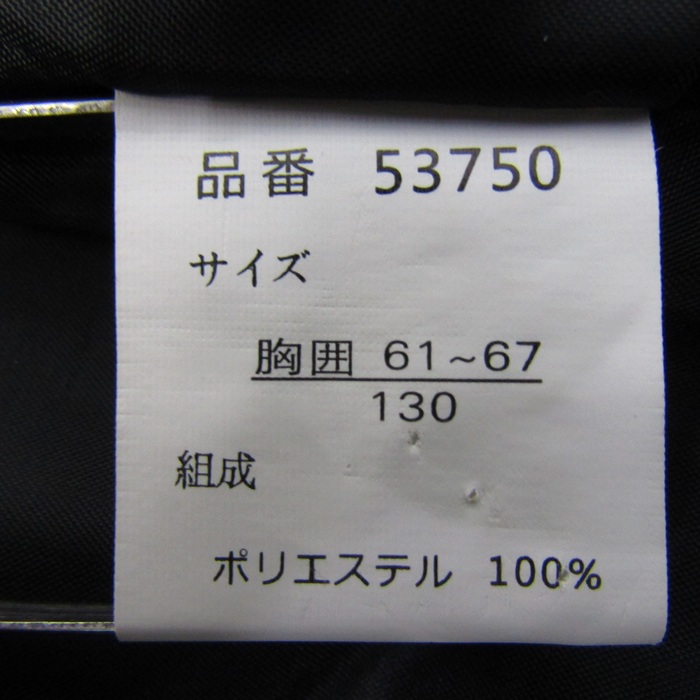 品番 53750
サイズ
胸囲 61~67
130
組成
ポリエステル 100%